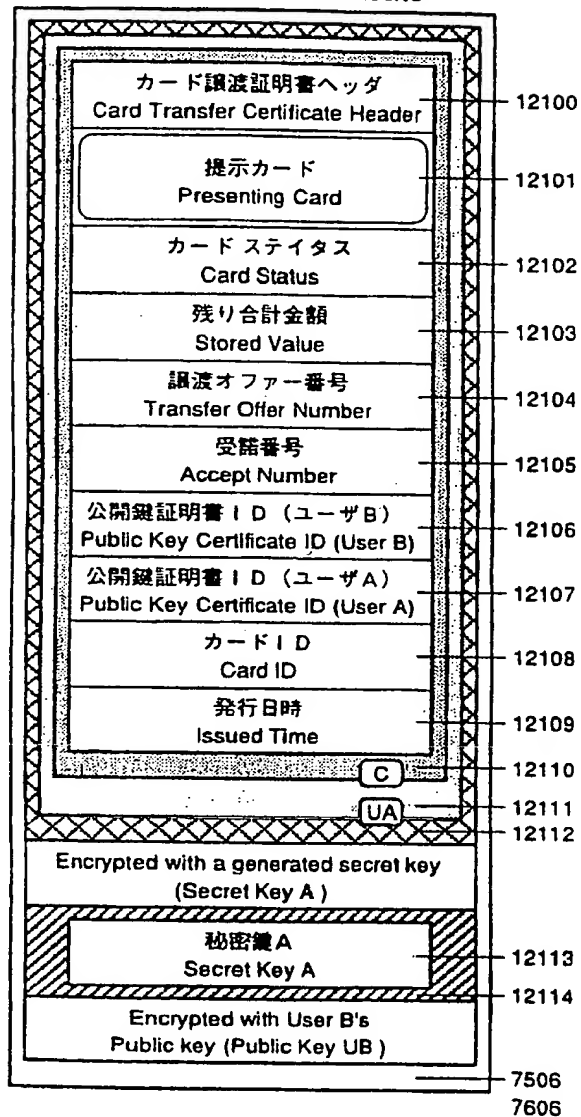 カード譲渡証明書ヘッダ
Card Transfer Certificate Header
12100
提示カード
Presenting Card
12101
カード ステイタス
Card Status
12102
残り合計金額
Stored Value
12103
譲渡オファー番号
Transfer Offer Number
12104
受諾番号
Accept Number
12105
公開鍵証明書ID(ユーザB)
Public Key Certificate ID (User B)
12106
公開鍵証明書ID(ユーザA)
Public Key Certificate ID (User A)
12107
カードID
Card ID
12108
発行日時
Issued Time
12109
C
12110
UA
12111
12112
Encrypted with a generated secret key
(Secret Key A )
秘密鍵A
Secret Key A
12113
12114
Encrypted with User B's
Public key (Public Key UB )
7506
7606